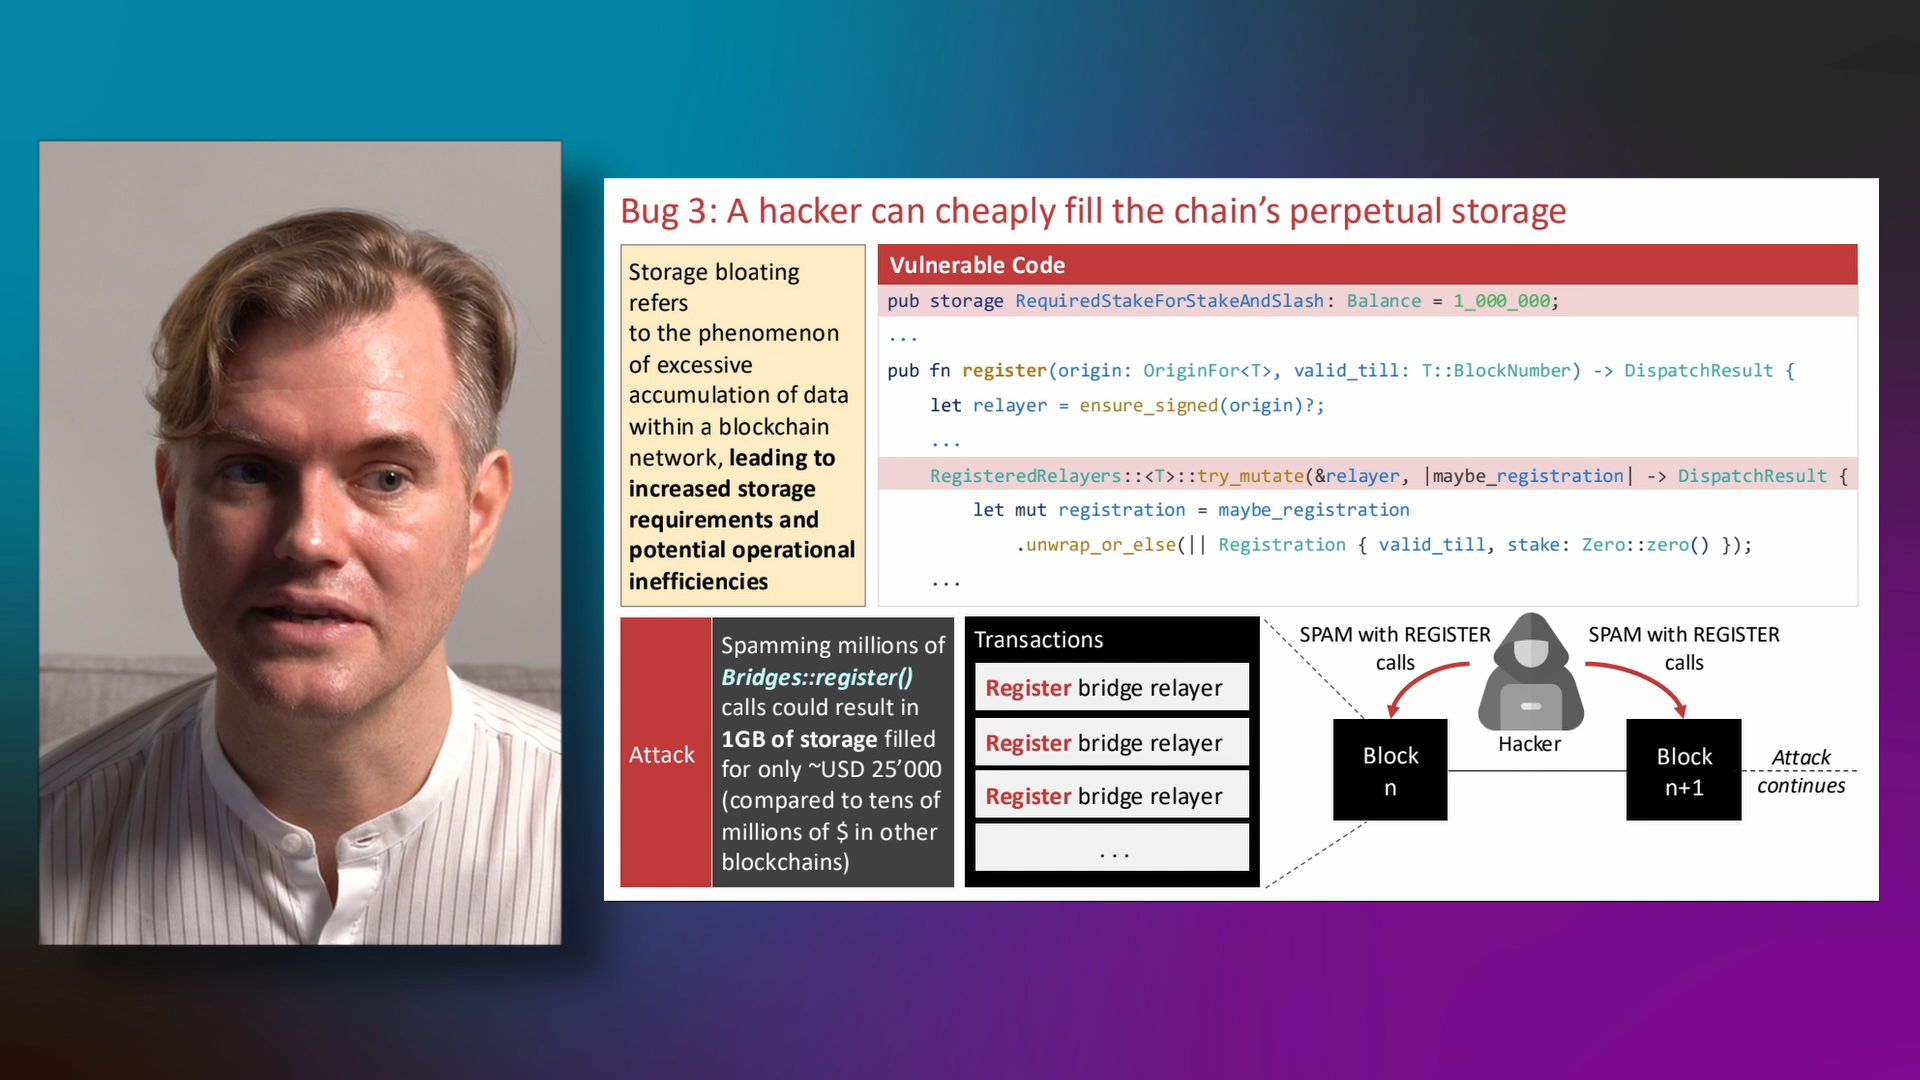 Bug 3: A hacker can cheaply fill the chain’s perpetual storage
Storage bloating
refers
to the phenomenon
of excessive
accumulation of data
within a blockchain
network, leading to
increased storage
requirements and
potential operational
inefficiencies
Vulnerable Code
pub storage RequiredStakeForStakeAndSlash: Balance = 1_000_000;
...
pub fn register(origin: OriginFor<T>, valid_till: T::BlockNumber) -> DispatchResult {
let relayer = ensure_signed(origin)?;
...
RegisteredRelayers::<T>::try_mutate(&relayer, |maybe_registration| -> DispatchResult {
let mut registration = maybe_registration
.unwrap_or_else(|| Registration { valid_till, stake: Zero::zero() });
...
Attack
Spamming millions of
Bridges::register()
calls could result in
1GB of storage filled
for only ~USD 25’000
(compared to tens of
millions of $ in other
blockchains)
Transactions
Register bridge relayer
Register bridge relayer
Register bridge relayer
...
SPAM with REGISTER
calls
SPAM with REGISTER
calls
Hacker
Block
n
Block
n+1
Attack
continues